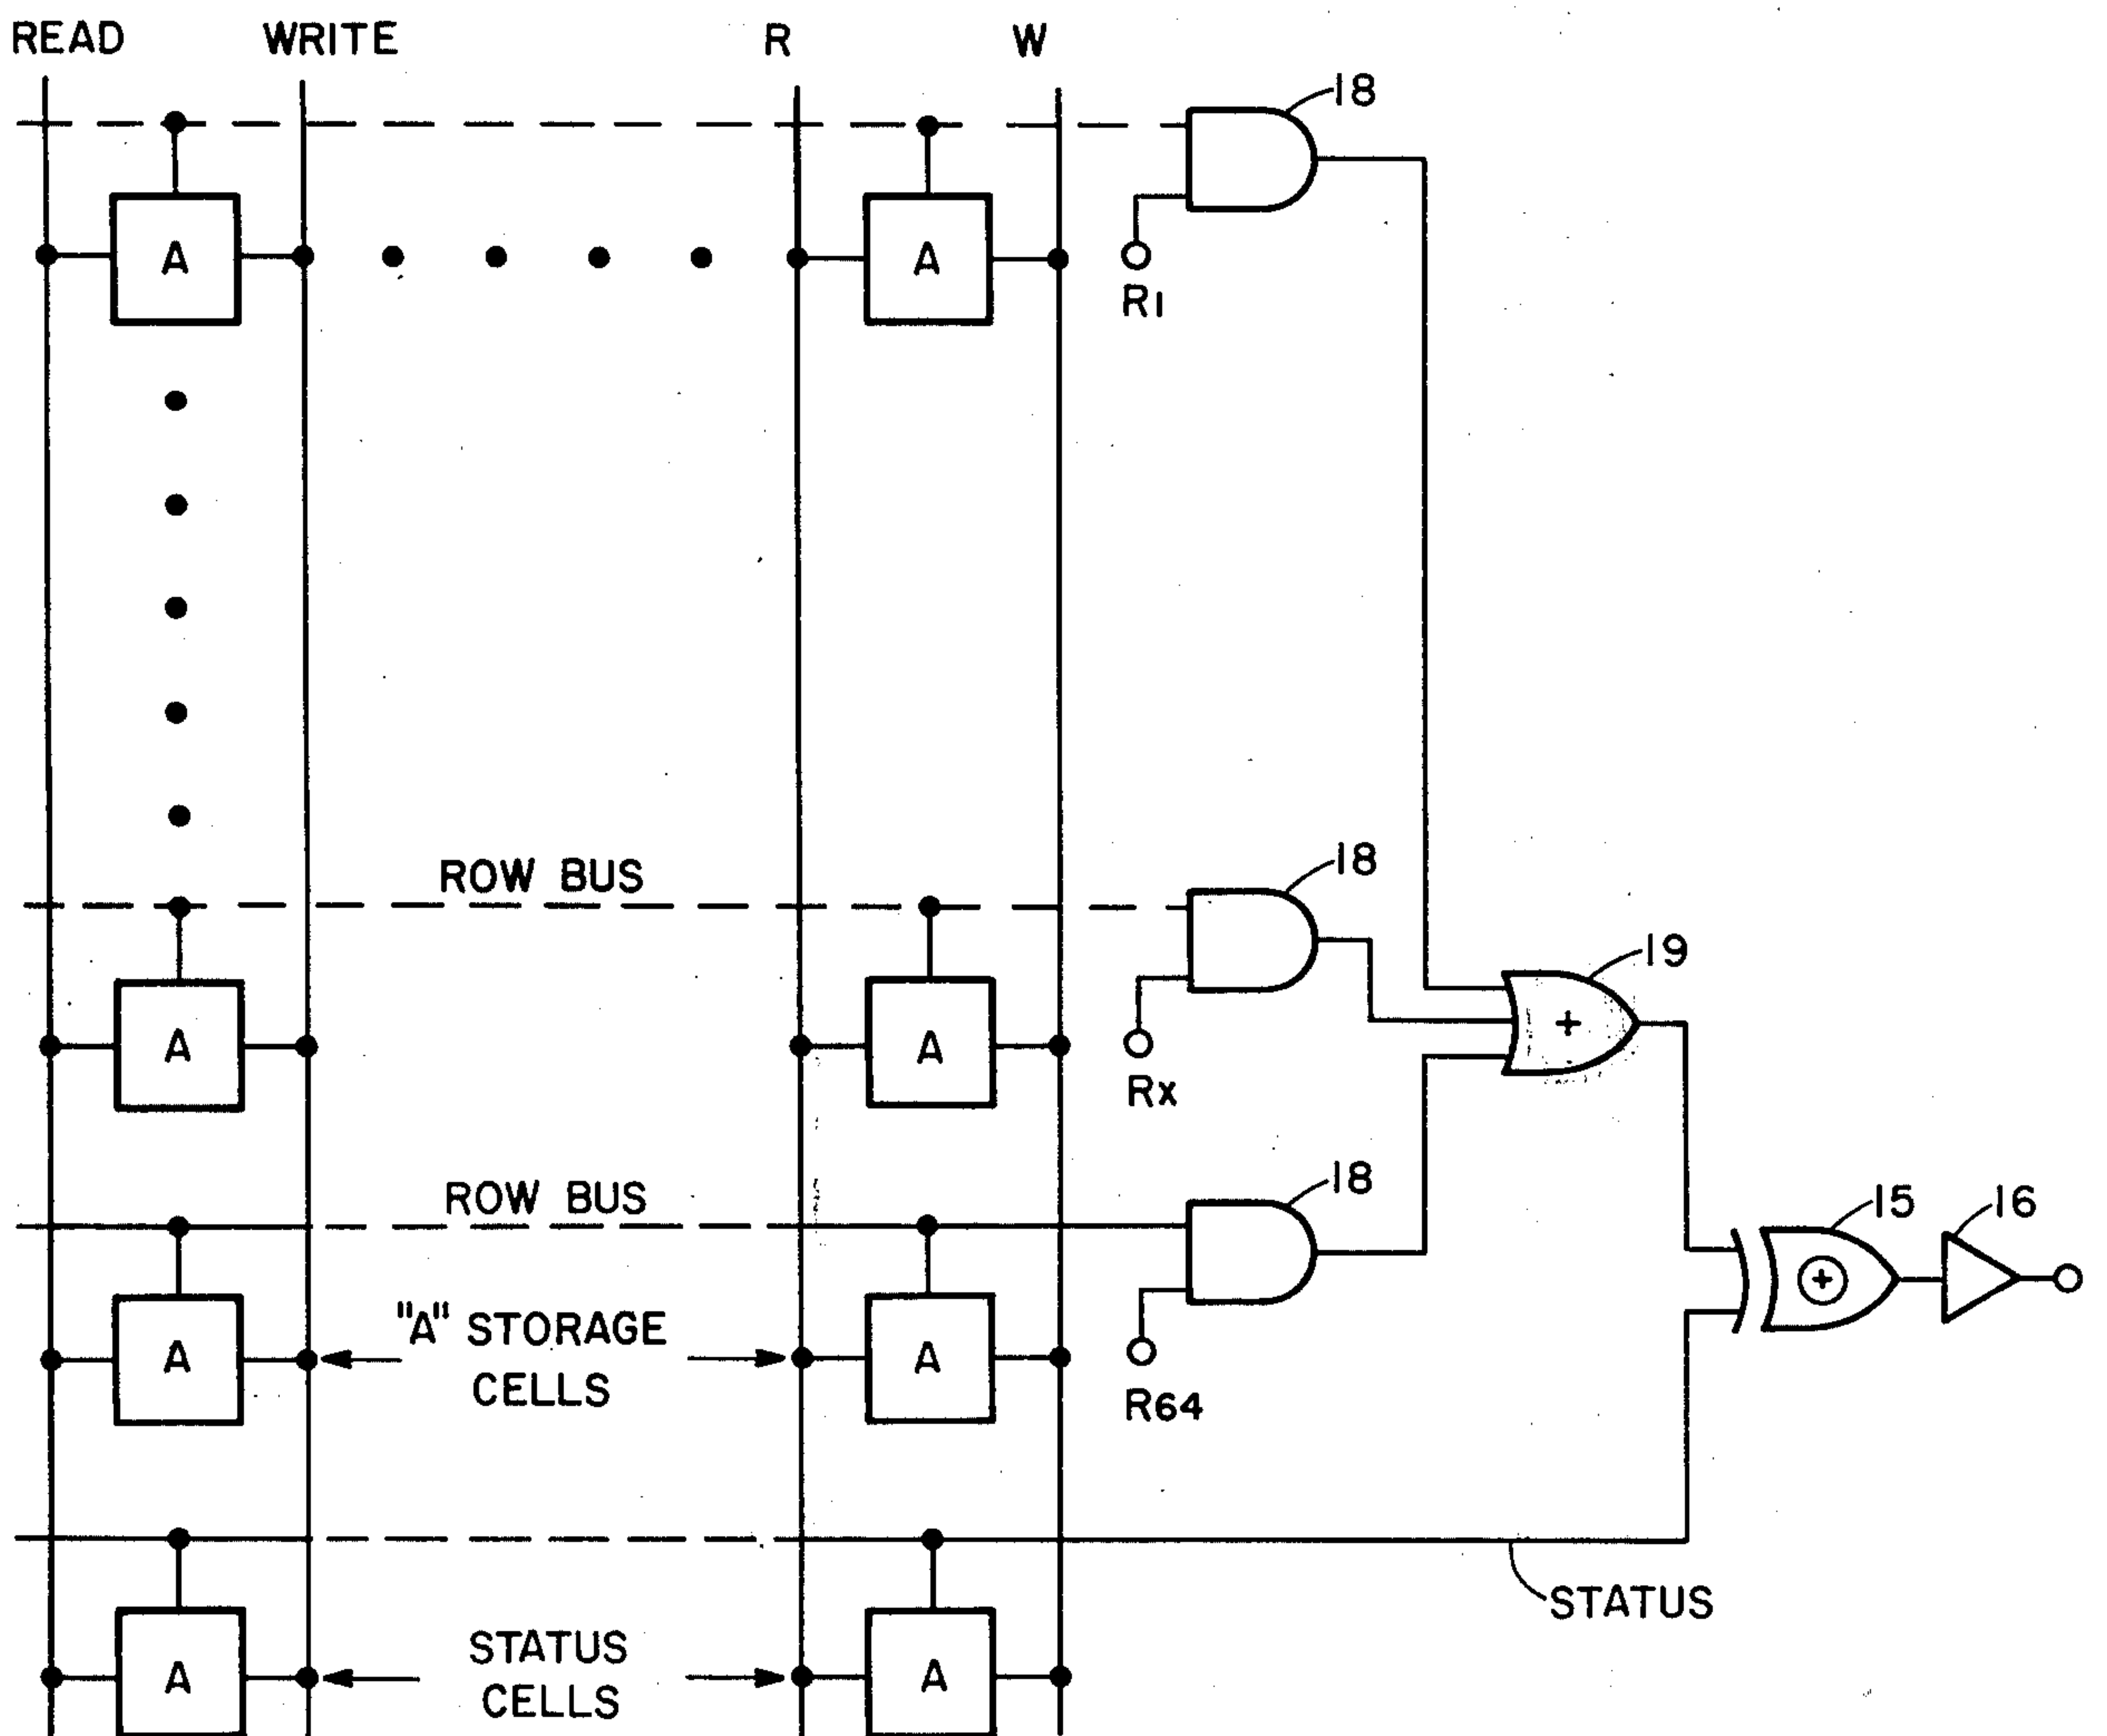 READ WRITE R W
18
A A
R1
ROW BUS
18
19
A A
Rx
ROW BUS
18
15 16
+
"A" STORAGE
CELLS
A A
+
R64
STATUS
STATUS
CELLS
A A